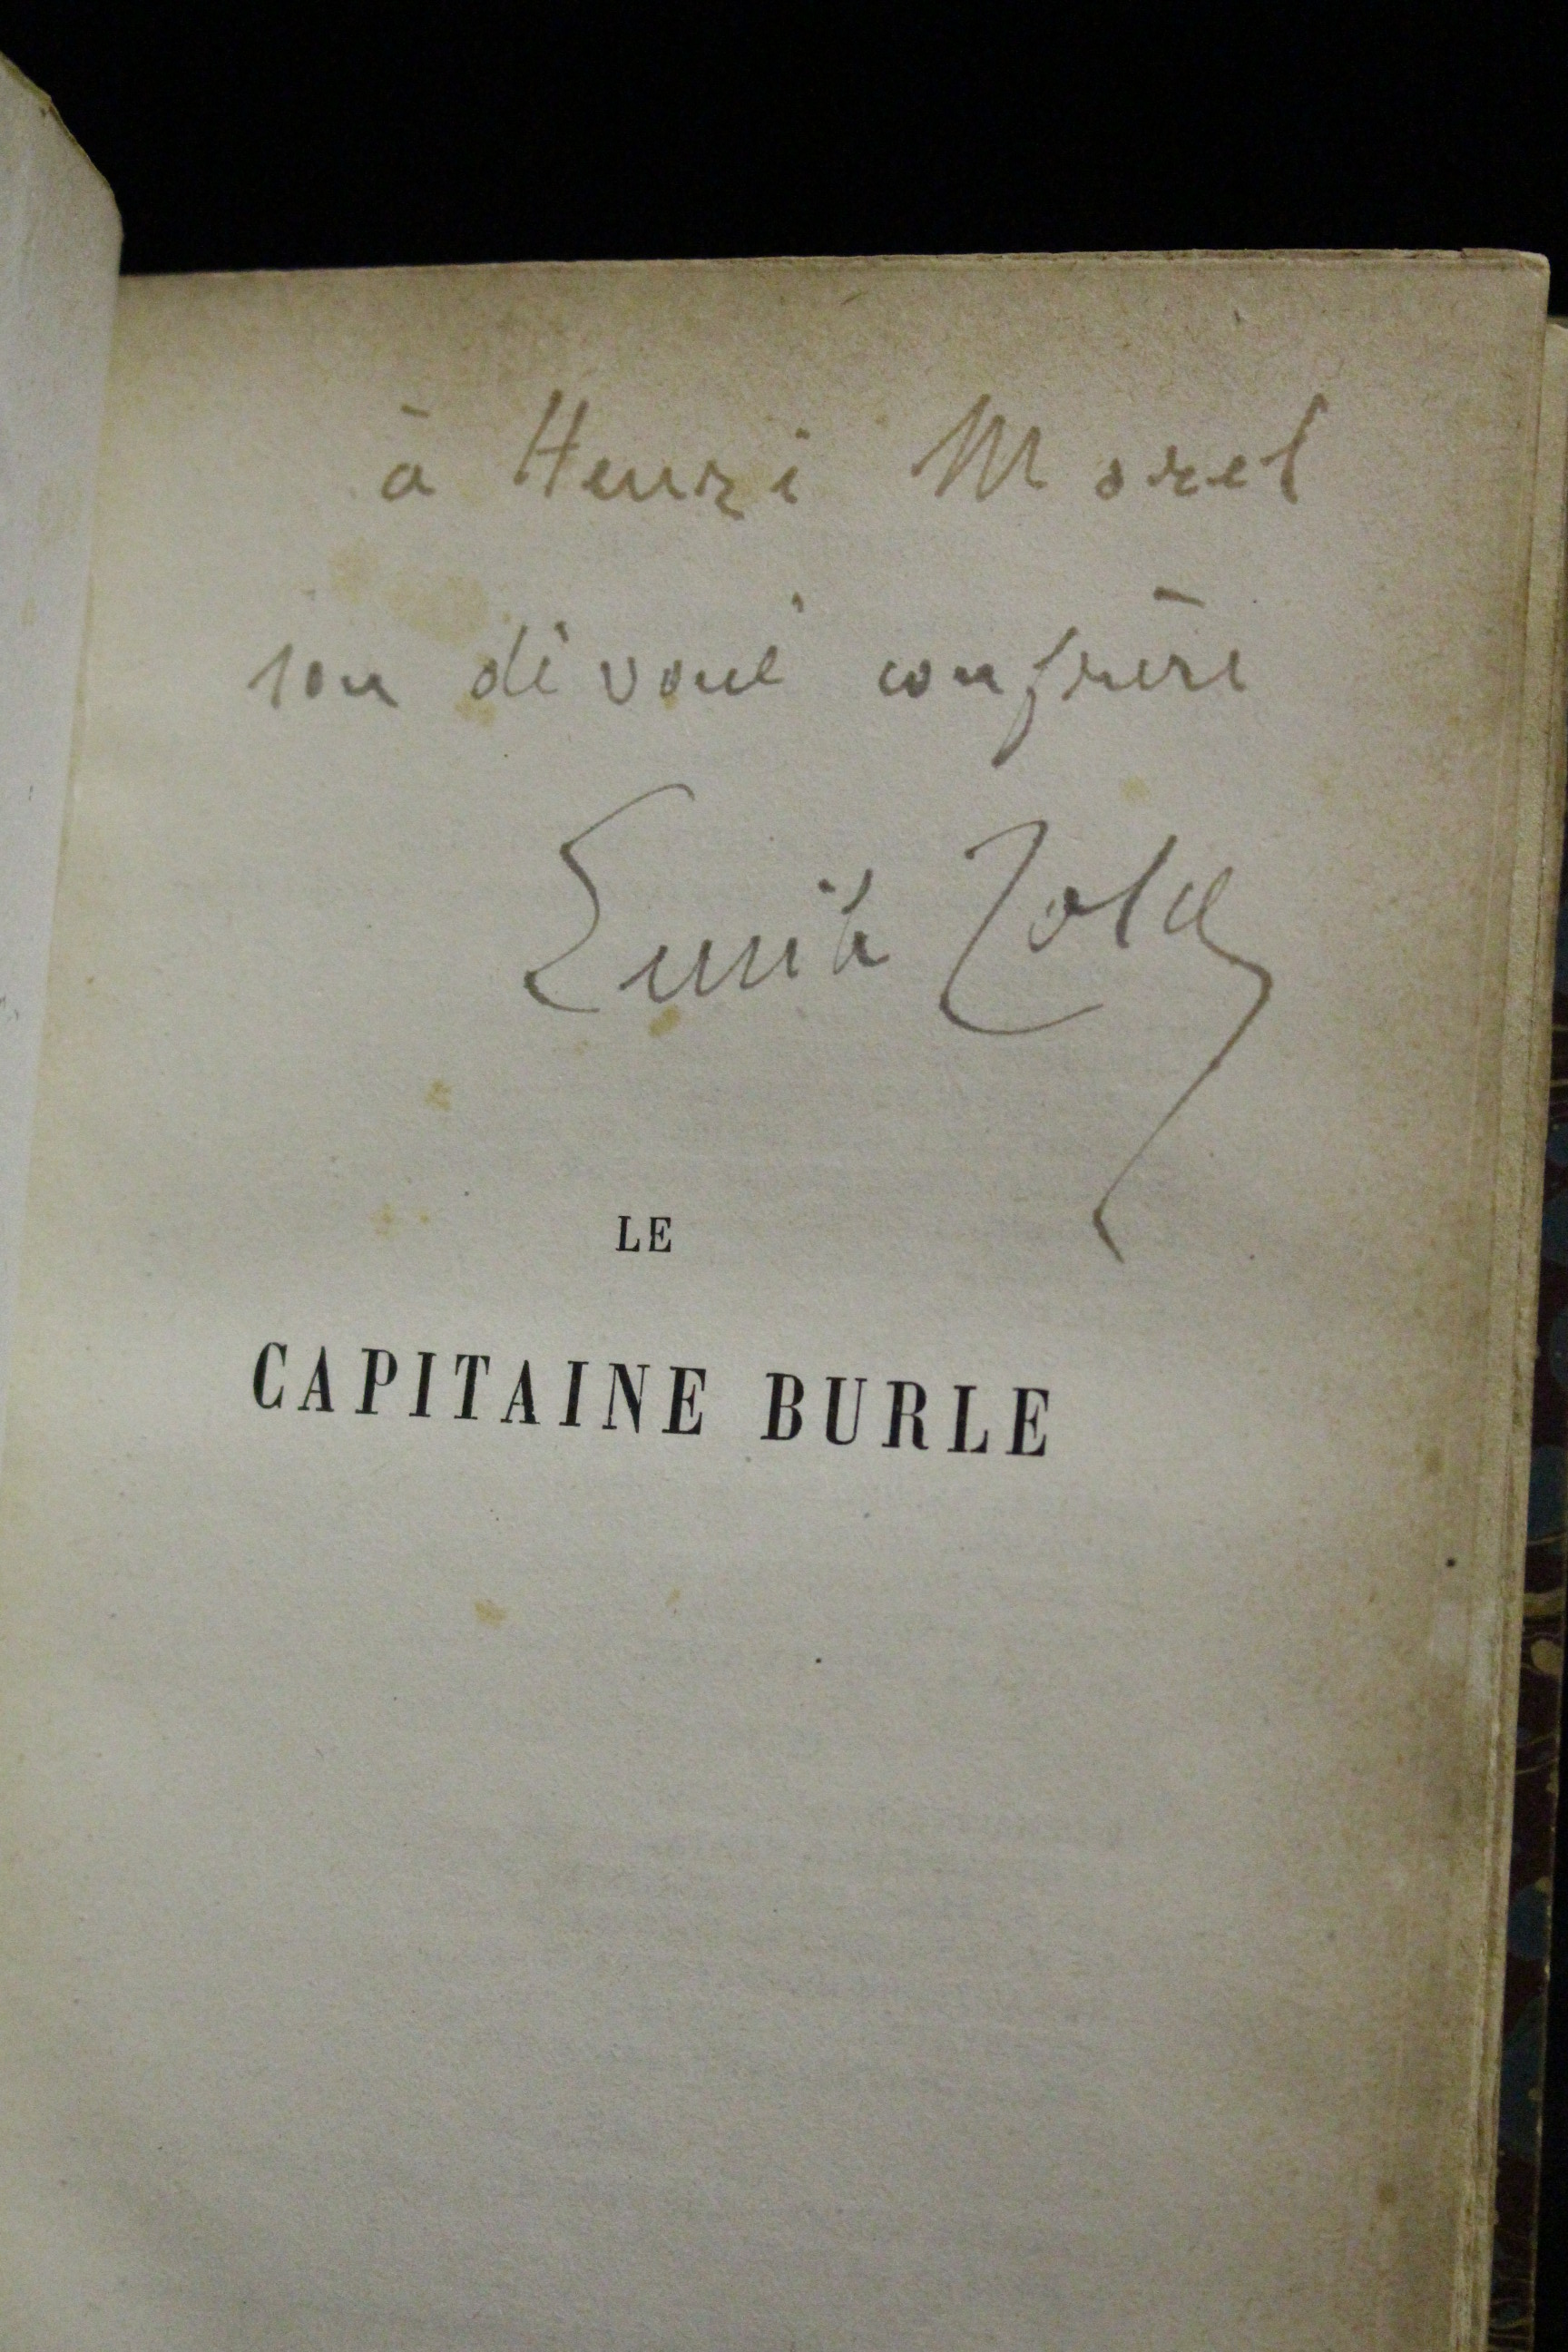 à Henri Morel
son dévoué confrère
Emile Zola
LE
CAPITAINE BURLE